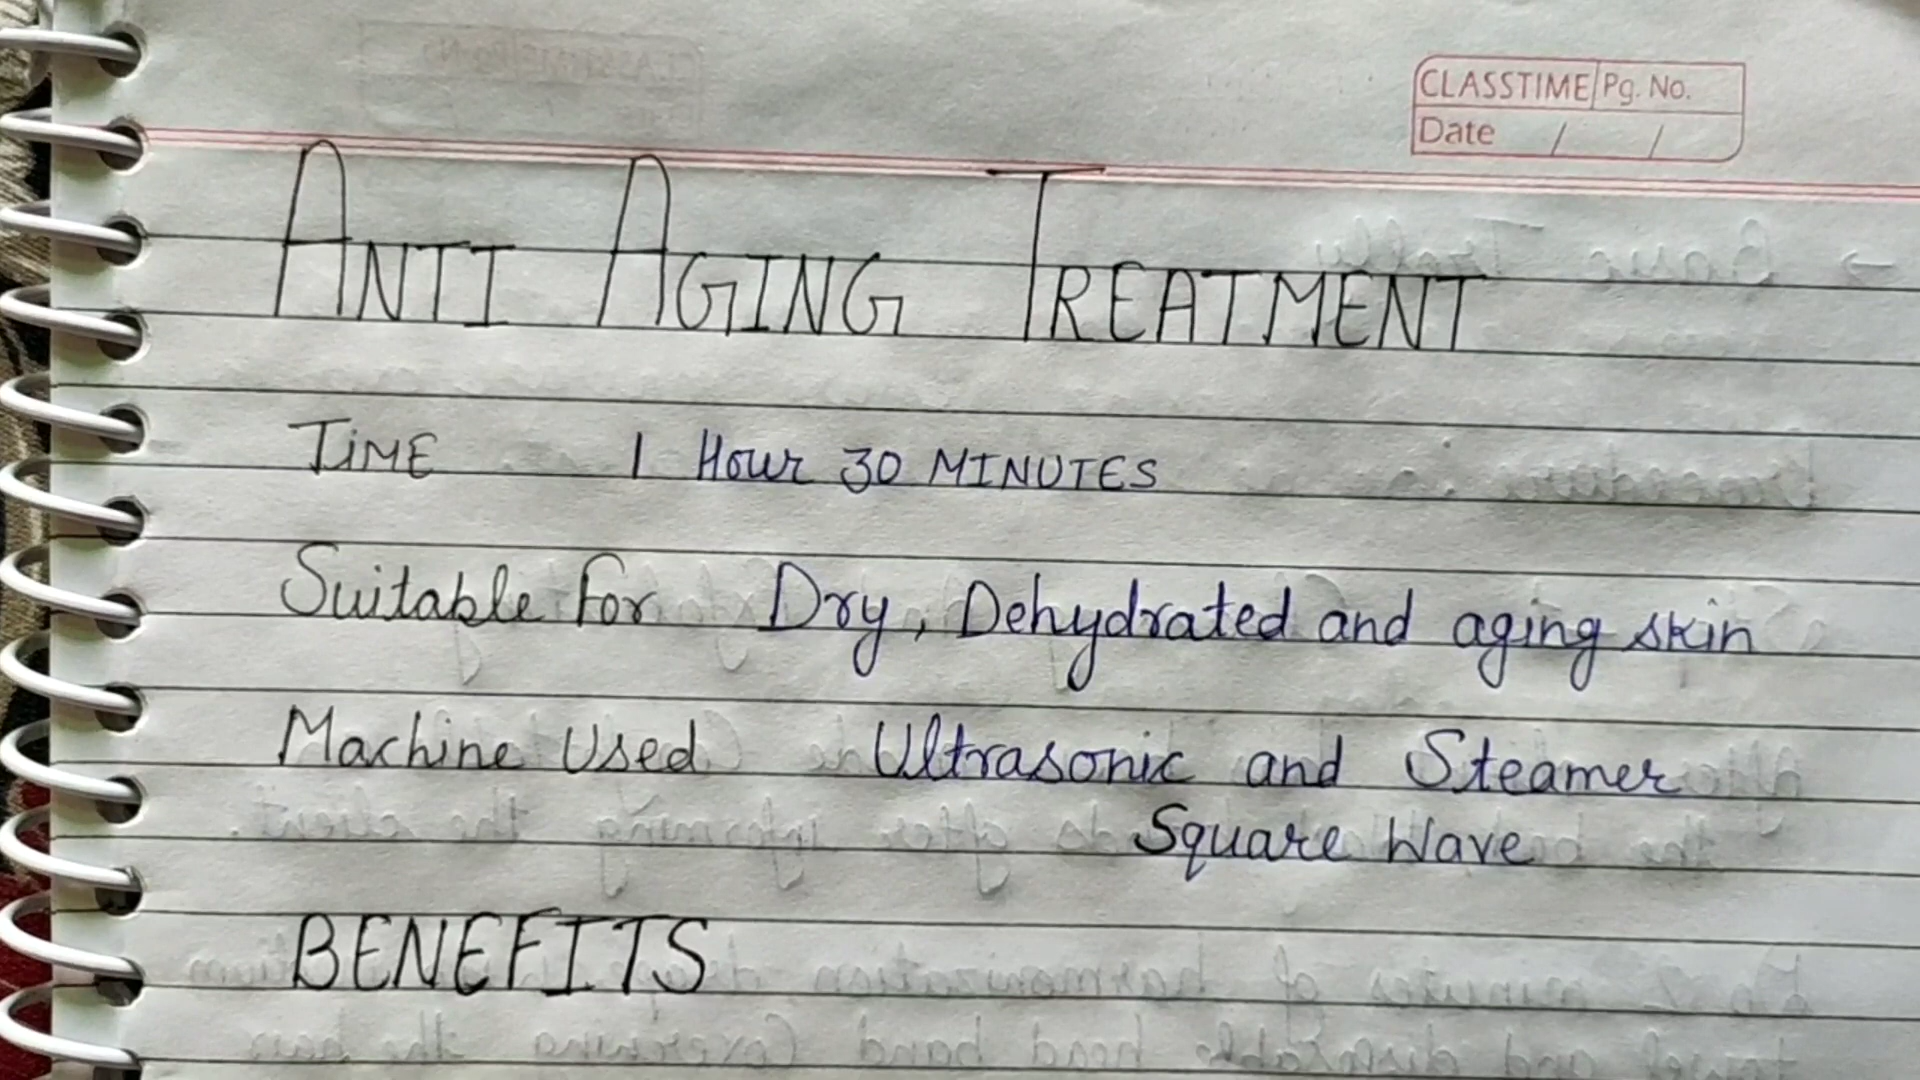 CLASSTIME Pg. No.
Date / /
ANTI AGING TREATMENT
TiME 1 Hour 30 MINUTES
Suitable For Dry, Dehydrated and aging skin
Machine Used Ultrasonic and Steamer
Square Wave
BENEFITS